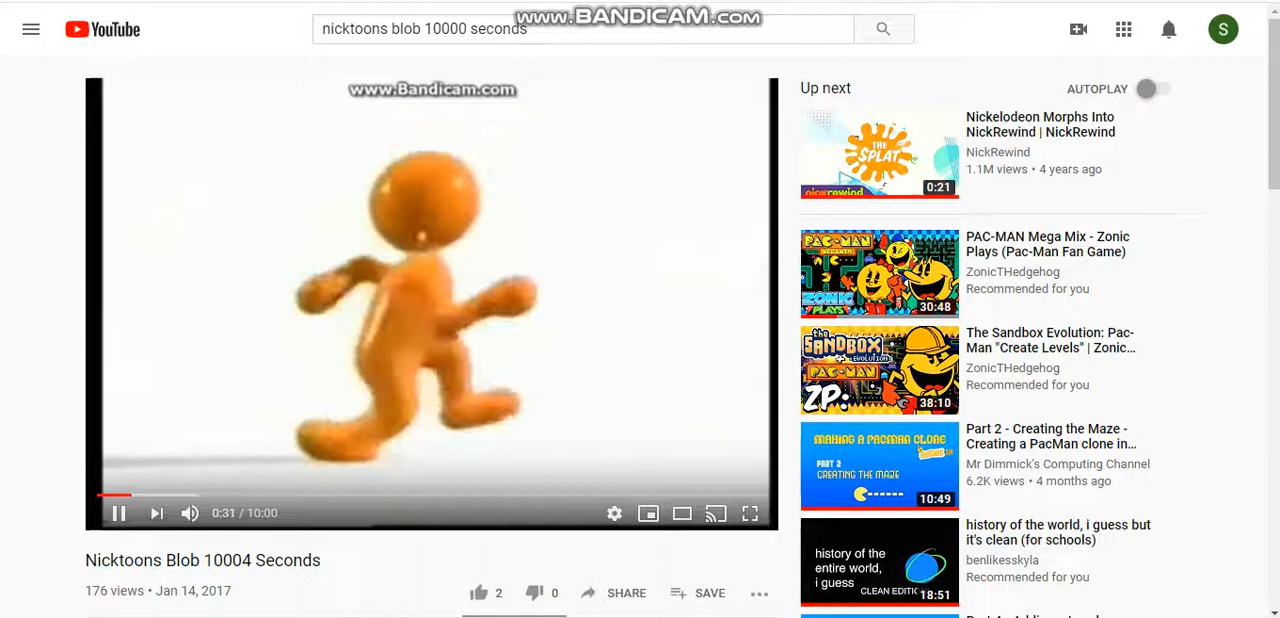 www.BANDICAM.com
YouTube
nicktoons blob 10000 seconds
S
www.Bandicam.com
0:31 / 10:00
Nicktoons Blob 10004 Seconds
176 views • Jan 14, 2017
2
0
SHARE
SAVE
Up next
AUTOPLAY
THE
SPLAT
nickrewind
0:21
Nickelodeon Morphs Into
NickRewind | NickRewind
NickRewind
1.1M views • 4 years ago
PAC-MAN
ZONIC
PLAYS
30:48
PAC-MAN Mega Mix - Zonic
Plays (Pac-Man Fan Game)
ZonicTHedgehog
Recommended for you
the
SANDBOX
EVOLUTION
PAC-MAN
ZP:
38:10
The Sandbox Evolution: Pac-
Man "Create Levels" | Zonic...
ZonicTHedgehog
Recommended for you
MAKING A PACMAN CLONE
PART 2
CREATING THE MAZE
10:49
Part 2 - Creating the Maze -
Creating a PacMan clone in...
Mr Dimmick's Computing Channel
6.2K views • 4 months ago
history of the
entire world,
i guess
CLEAN EDITIO
18:51
history of the world, i guess but
it's clean (for schools)
benlikesskyla
Recommended for you